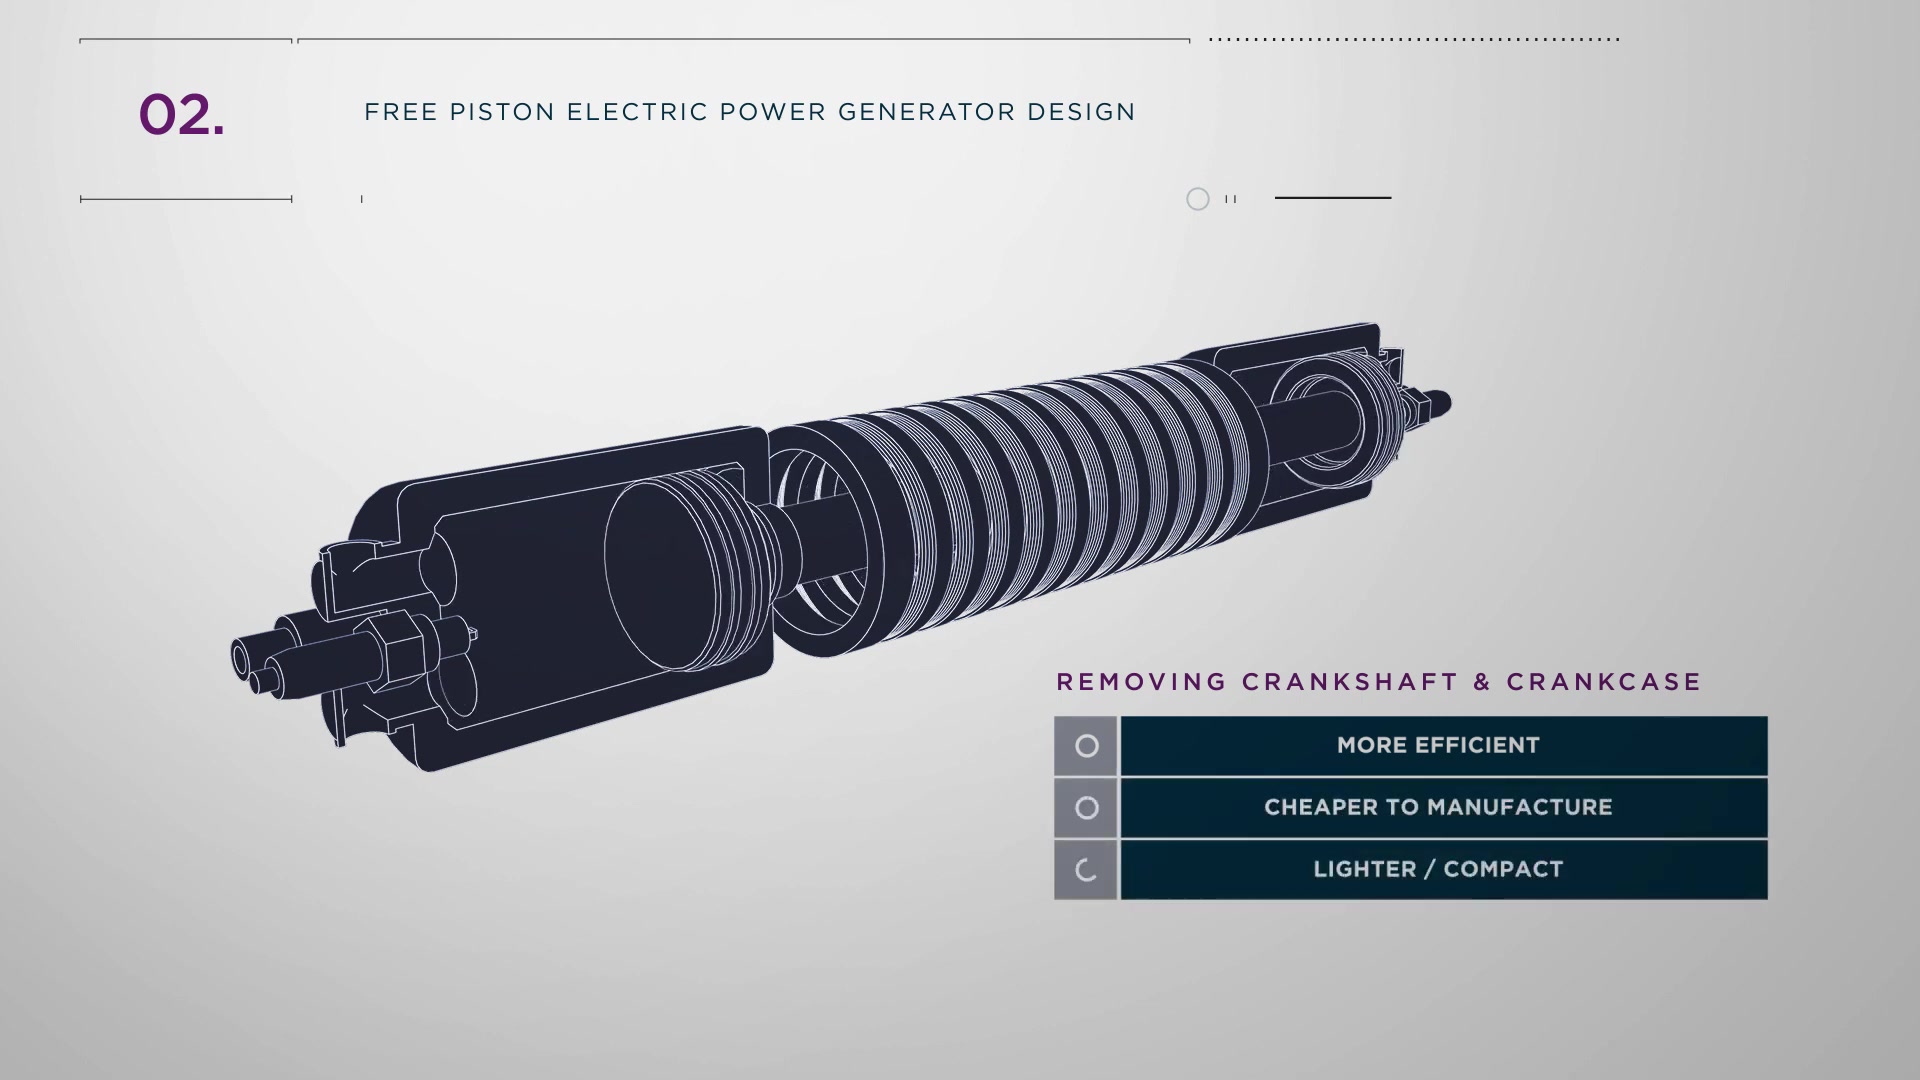 02.
FREE PISTON ELECTRIC POWER GENERATOR DESIGN
REMOVING CRANKSHAFT & CRANKCASE
MORE EFFICIENT
CHEAPER TO MANUFACTURE
LIGHTER / COMPACT